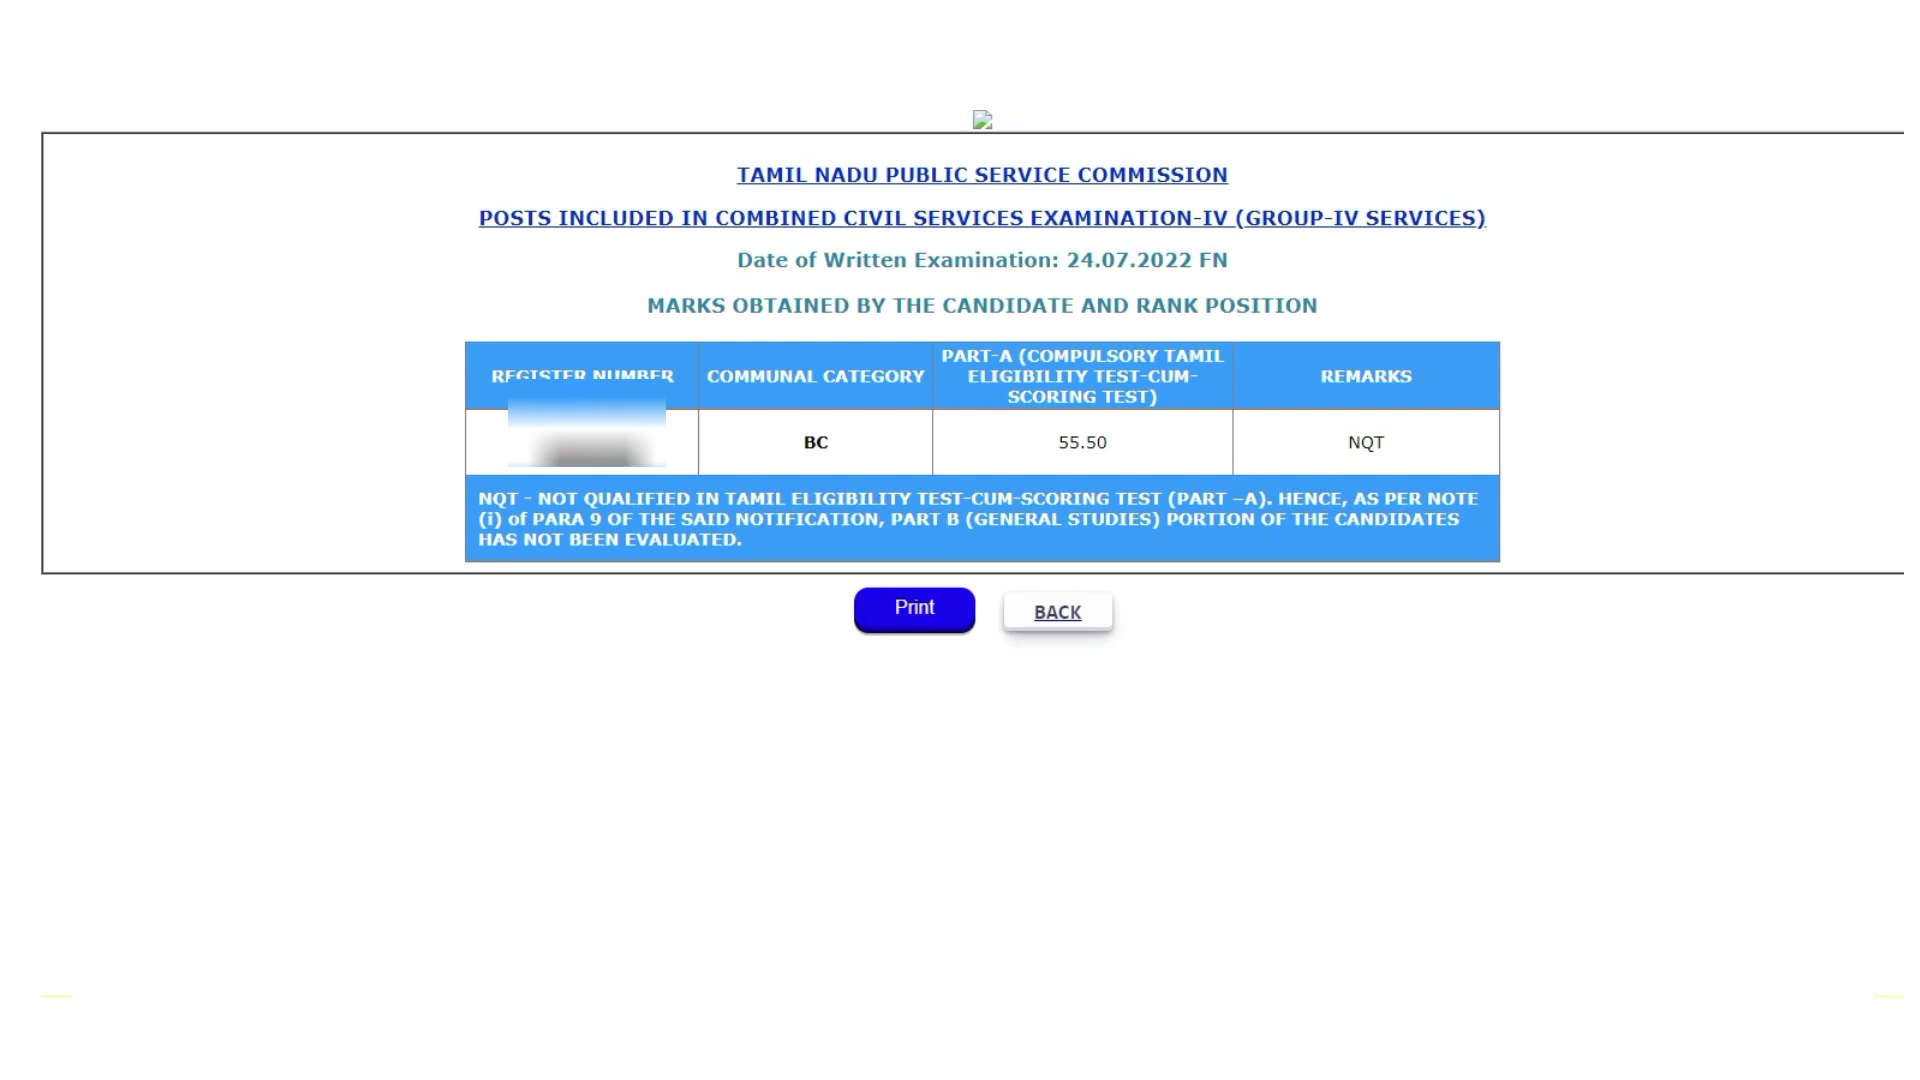 TAMIL NADU PUBLIC SERVICE COMMISSION
POSTS INCLUDED IN COMBINED CIVIL SERVICES EXAMINATION-IV (GROUP-IV SERVICES)
Date of Written Examination: 24.07.2022 FN
MARKS OBTAINED BY THE CANDIDATE AND RANK POSITION
REGISTER NUMBER
COMMUNAL CATEGORY
PART-A (COMPULSORY TAMIL
ELIGIBILITY TEST-CUM-
SCORING TEST)
REMARKS
BC
55.50
NQT
NQT - NOT QUALIFIED IN TAMIL ELIGIBILITY TEST-CUM-SCORING TEST (PART –A). HENCE, AS PER NOTE
(i) of PARA 9 OF THE SAID NOTIFICATION, PART B (GENERAL STUDIES) PORTION OF THE CANDIDATES
HAS NOT BEEN EVALUATED.
Print
BACK